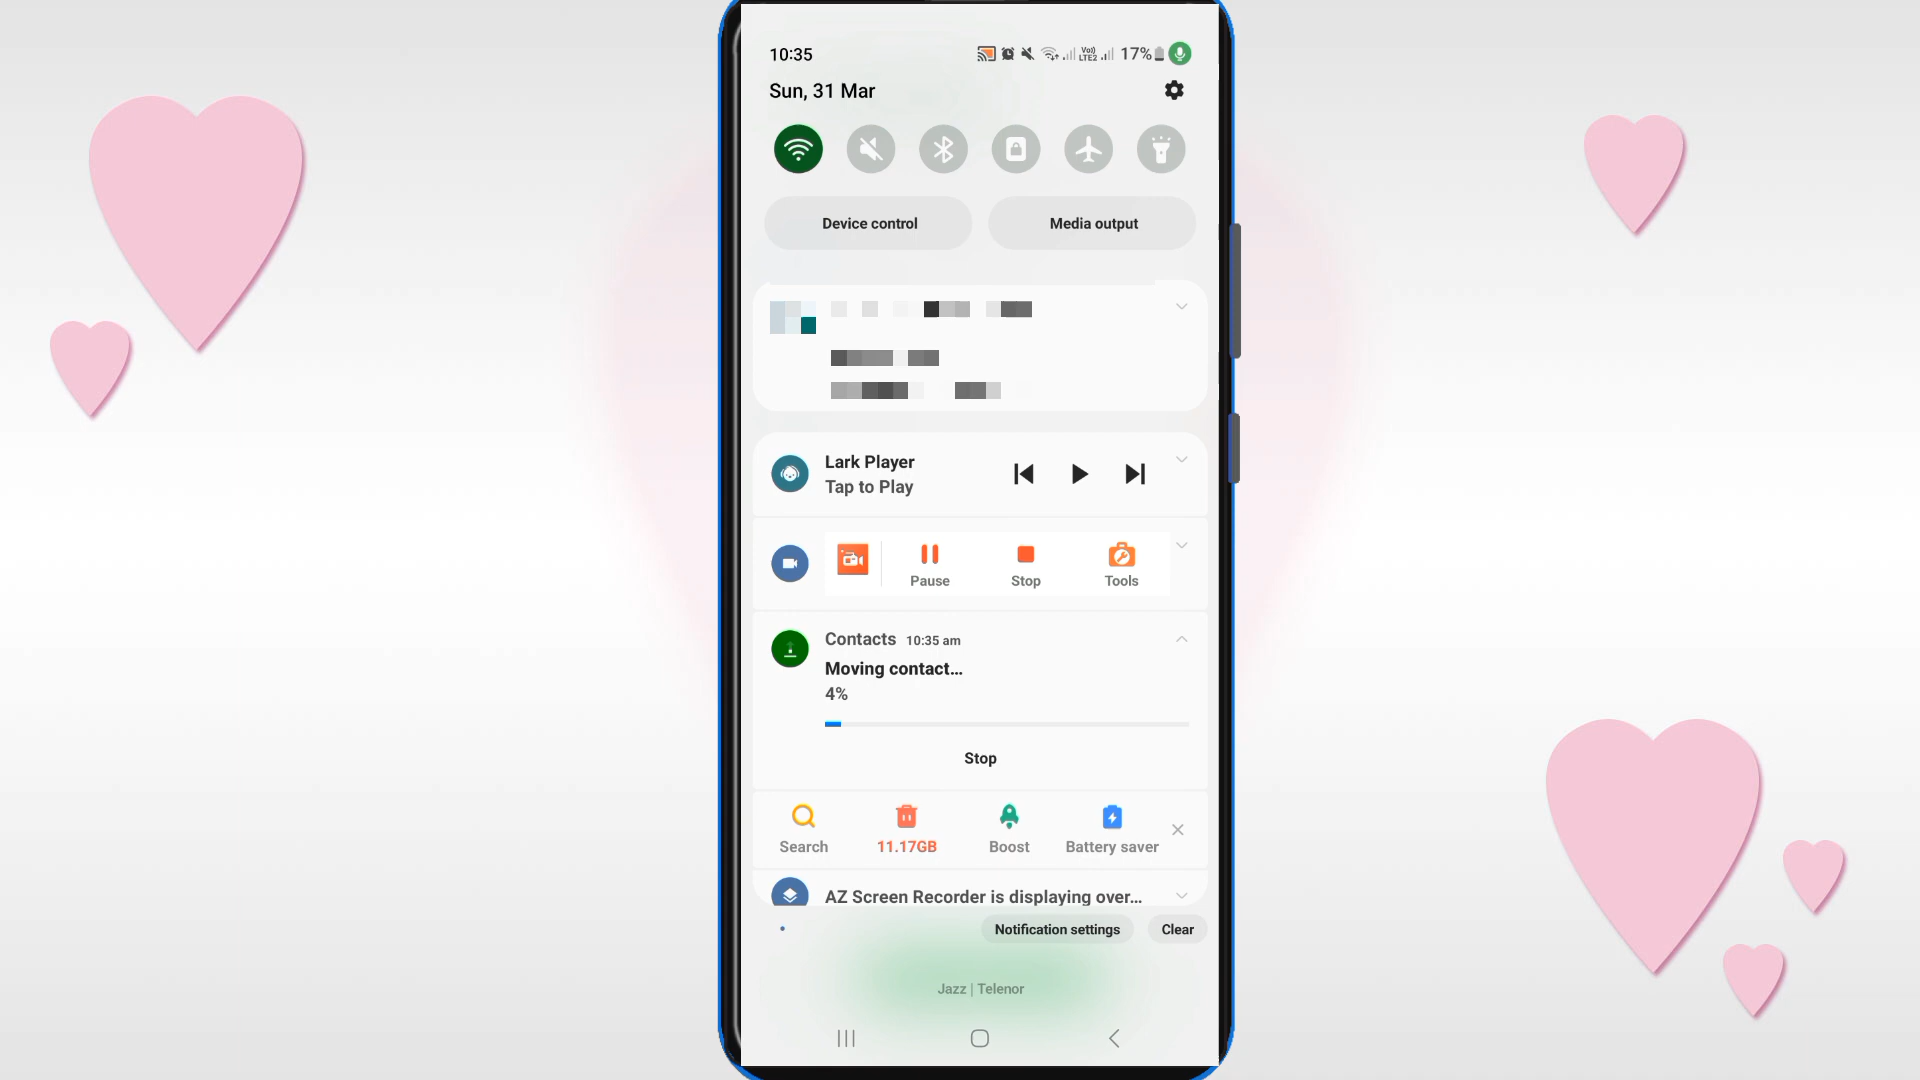 10:35
Vo))
LTE2
17%
Sun, 31 Mar
Device control
Media output
Lark Player
Tap to Play
Pause
Stop
Tools
Contacts 10:35 am
Moving contact...
4%
Stop
Search
11.17GB
Boost
Battery saver
AZ Screen Recorder is displaying over...
Notification settings
Clear
Jazz | Telenor